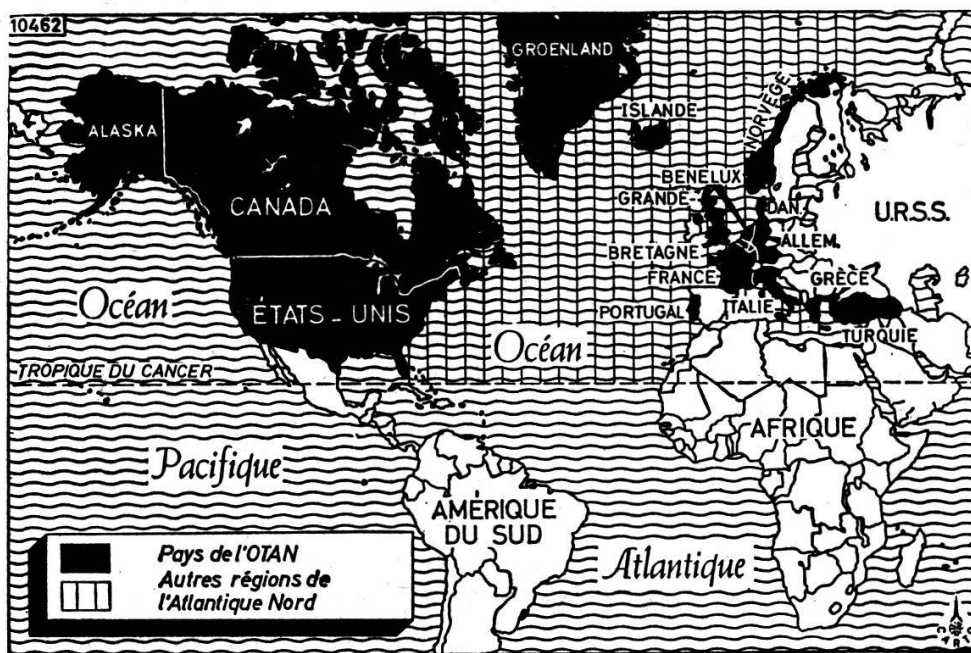 10462
GROENLAND
ALASKA
ISLANDE
NORVÈGE
CANADA
BENELUX
GRANDE-
BRETAGNE
DAN.
ALLEM.
U.R.S.S.
FRANCE
GRÈCE
Océan
ÉTATS-UNIS
PORTUGAL
ITALIE
Océan
TURQUIE
TROPIQUE DU CANCER
AFRIQUE
Pacifique
AMÉRIQUE
DU SUD
Atlantique
Pays de l'OTAN
Autres régions de
l'Atlantique Nord